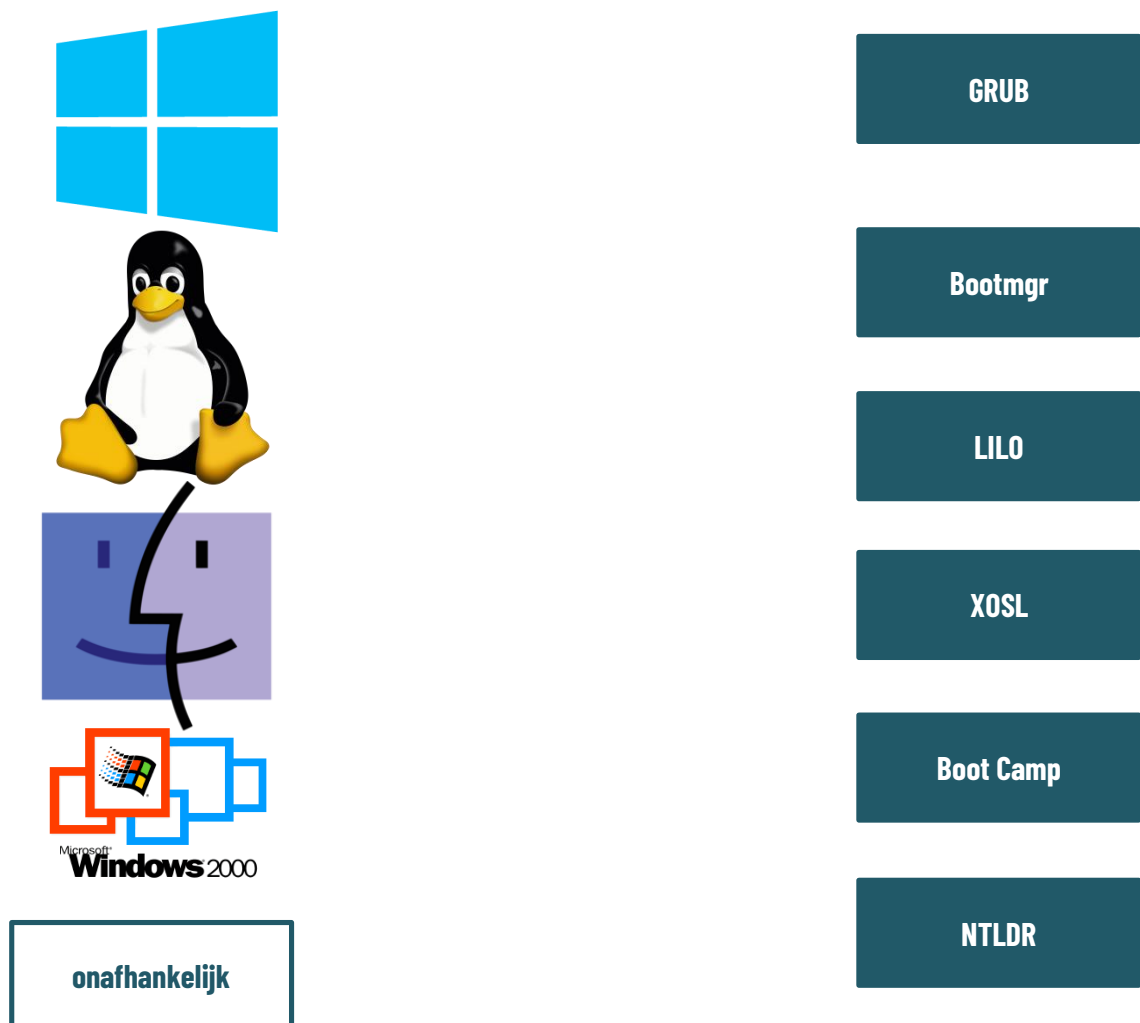 GRUB
Bootmgr
LILO
XOSL
Boot Camp
Microsoft
Windows 2000
NTLDR
onafhankelijk